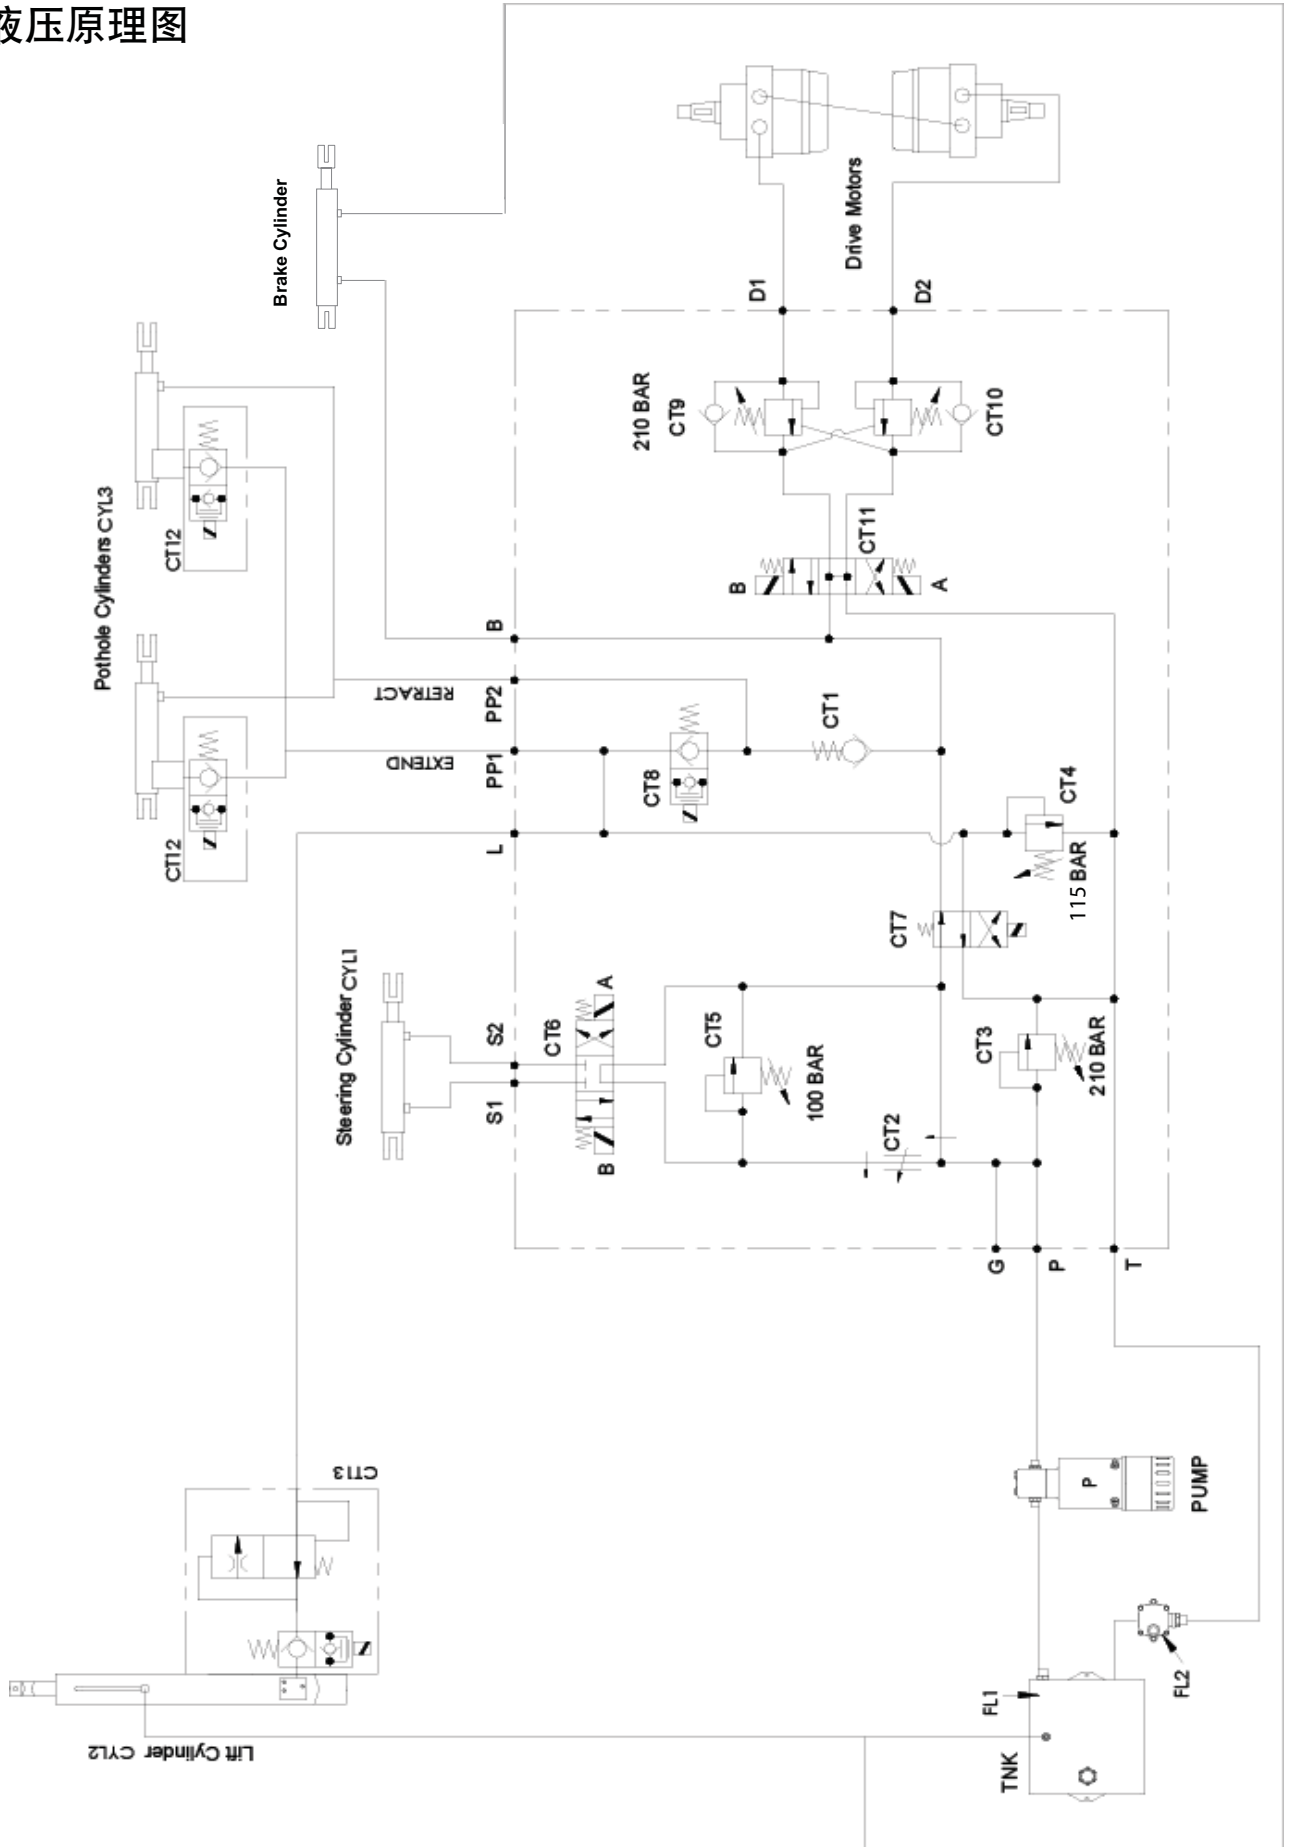 液压原理图
Brake Cylinder
Drive Motors
D1
D2
210 BAR
CT9
CT10
Pothole Cylinders CYL3
CT12
CT12
CT11
B
A
B
RETRACT
PP2
EXTEND
PP1
L
CT8
CT1
CT4
115 BAR
CT7
Steering Cylinder CYL1
S2
S1
CT6
A
B
CT5
100 BAR
CT3
210 BAR
CT2
G
P
T
CT13
Lift Cylinder CYL2
P
PUMP
FL1
FL2
TNK